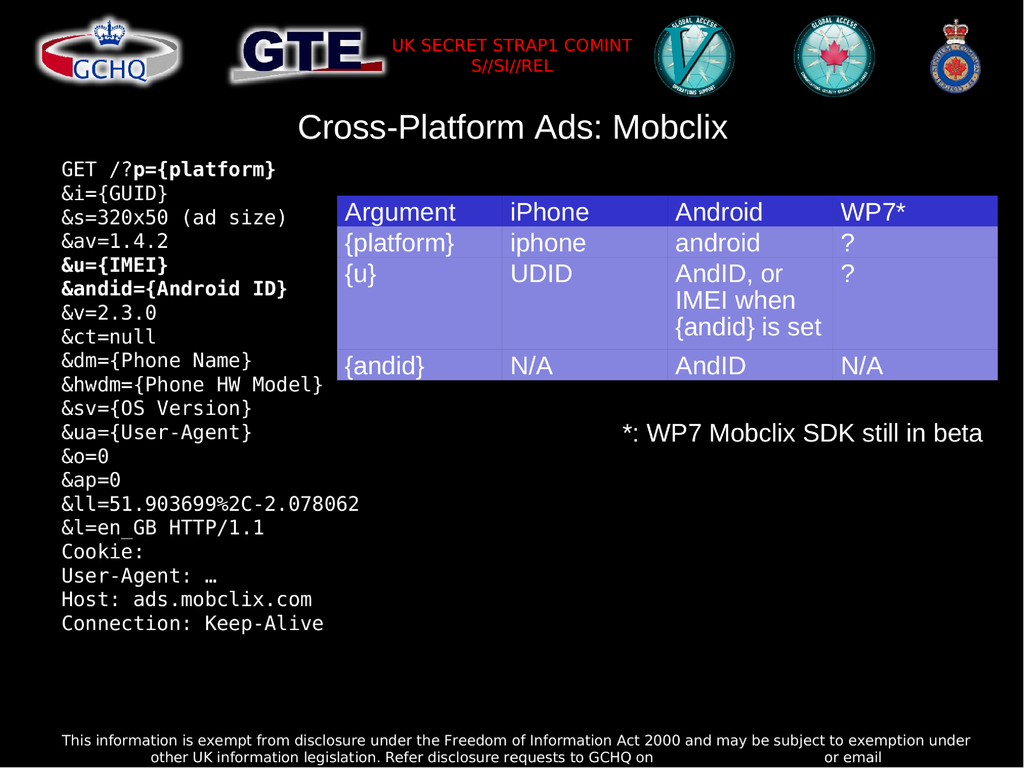 GCHQ
GTE
UK SECRET STRAP1 COMINT
S//SI//REL
GLOBAL ACCESS
V
OPERATIONS SUPPORT
GLOBAL ACCESS
Cross-Platform Ads: Mobclix
GET /?p={platform}
&i={GUID}
&s=320x50 (ad size)
&av=1.4.2
&u={IMEI}
&andid={Android ID}
&v=2.3.0
&ct=null
&dm={Phone Name}
&hwdm={Phone HW Model}
&sv={OS Version}
&ua={User-Agent}
&o=0
&ap=0
&ll=51.903699%2C-2.078062
&l=en_GB HTTP/1.1
Cookie:
User-Agent: …
Host: ads.mobclix.com
Connection: Keep-Alive
Argument iPhone Android WP7*
{platform} iphone android ?
{u} UDID AndID, or ?
IMEI when
{andid} is set
{andid} N/A AndID N/A
*: WP7 Mobclix SDK still in beta
This information is exempt from disclosure under the Freedom of Information Act 2000 and may be subject to exemption under
other UK information legislation. Refer disclosure requests to GCHQ on or email